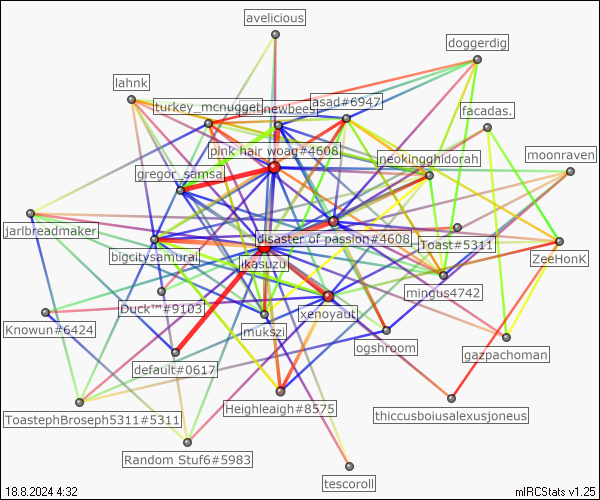 avelicious
doggerdig
lahnk
turkey_mcnugget
newbees
asad#6947
facadas.
pink hair woag#4608
neokingghidorah
moonraven
gregor_samsa
jarlbreadmaker
disaster of passion#4608
bigcitysamurai
Toast#5311
ZeeHonK
ikasuzu
mingus4742
Duck™#9103
xenoyaut
Knowun#6424
mukszi
ogshroom
gazpachoman
default#0617
Heighleaigh#8575
thiccusboiusalexusjoneus
ToastephBroseph5311#5311
Random Stuf6#5983
tescoroll
18.8.2024 4:32
mIRCStats v1.25